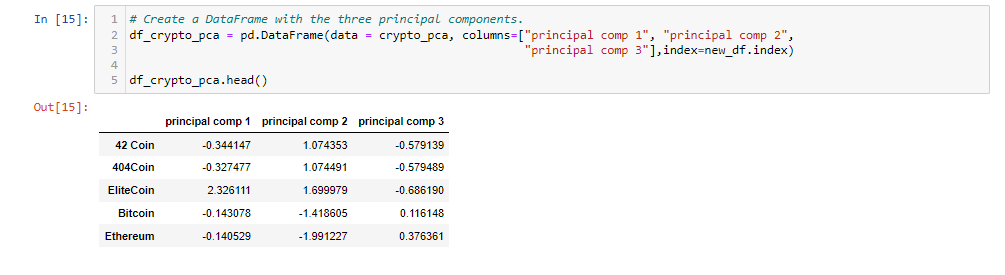 In [15]:
1 # Create a DataFrame with the three principal components.
2 df_crypto_pca = pd.DataFrame(data = crypto_pca, columns=["principal comp 1", "principal comp 2",
3 "principal comp 3"],index=new_df.index)
4
5 df_crypto_pca.head()
Out[15]:
principal comp 1 principal comp 2 principal comp 3
42 Coin -0.344147 1.074353 -0.579139
404Coin -0.327477 1.074491 -0.579489
EliteCoin 2.326111 1.699979 -0.686190
Bitcoin -0.143078 -1.418605 0.116148
Ethereum -0.140529 -1.991227 0.376361